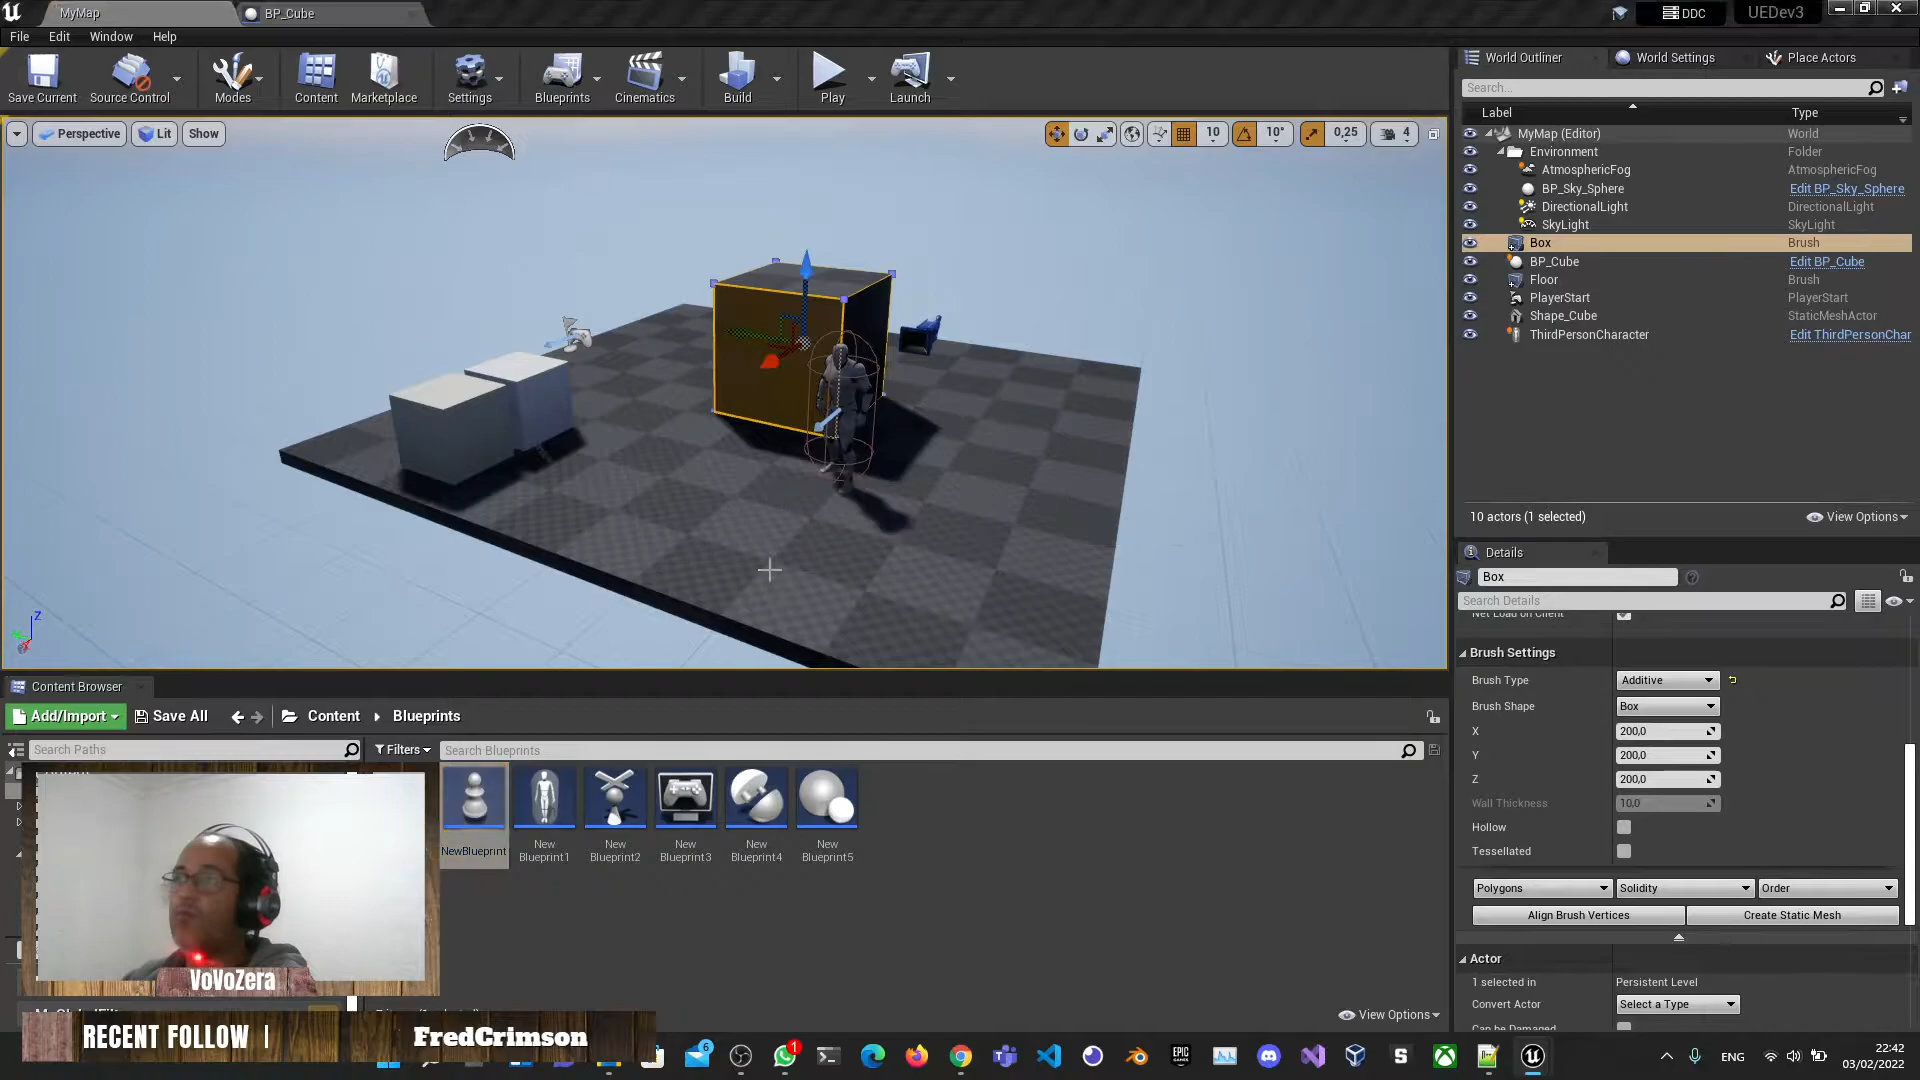 MyMap
BP_Cube
DDC
UEDev3
File
Edit
Window
Help
Save Current
Source Control
Modes
Content
Marketplace
Settings
Blueprints
Cinematics
Build
Play
Launch
Perspective
Lit
Show
10
10°
0,25
4
Z
World Outliner
World Settings
Place Actors
Search...
Label
Type
MyMap (Editor)
World
Environment
Folder
AtmosphericFog
AtmosphericFog
BP_Sky_Sphere
Edit BP_Sky_Sphere
DirectionalLight
DirectionalLight
SkyLight
SkyLight
Box
Brush
BP_Cube
Edit BP_Cube
Floor
Brush
PlayerStart
PlayerStart
Shape_Cube
StaticMeshActor
ThirdPersonCharacter
Edit ThirdPersonChar
10 actors (1 selected)
View Options
Details
Box
Search Details
Net Load on Client
Brush Settings
Brush Type
Additive
Brush Shape
Box
X
200,0
Y
200,0
Z
200,0
Wall Thickness
10,0
Hollow
Tessellated
Polygons
Solidity
Order
Align Brush Vertices
Create Static Mesh
Actor
1 selected in
Persistent Level
Convert Actor
Select a Type
Can be Damaged
Content Browser
Add/Import
Save All
Content
Blueprints
Search Paths
Filters
Search Blueprints
NewBlueprint
New
Blueprint1
New
Blueprint2
New
Blueprint3
New
Blueprint4
New
Blueprint5
View Options
VoVoZera
RECENT FOLLOW |
FredCrimson
6
1
EPIC
GAMES
S
ENG
22:42
03/02/2022